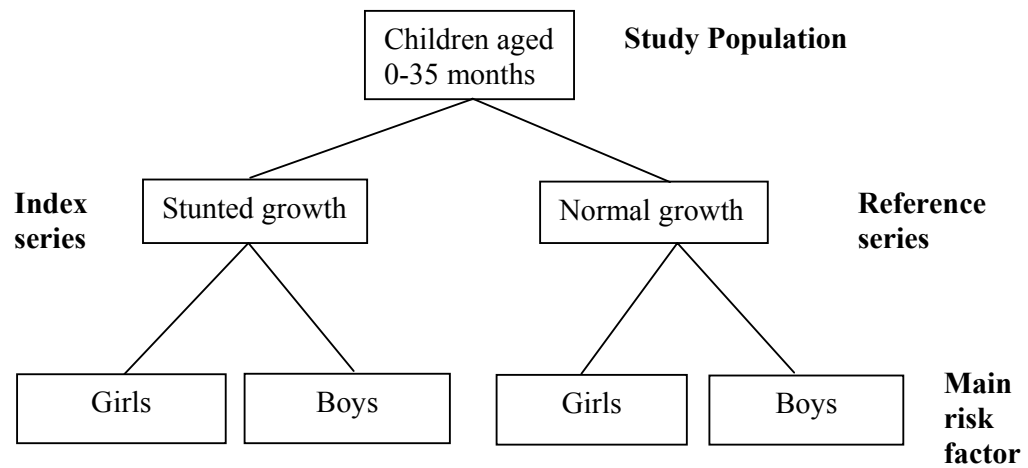 Children aged
0-35 months
Study Population
Index
series
Stunted growth
Normal growth
Reference
series
Girls
Boys
Girls
Boys
Main
risk
factor